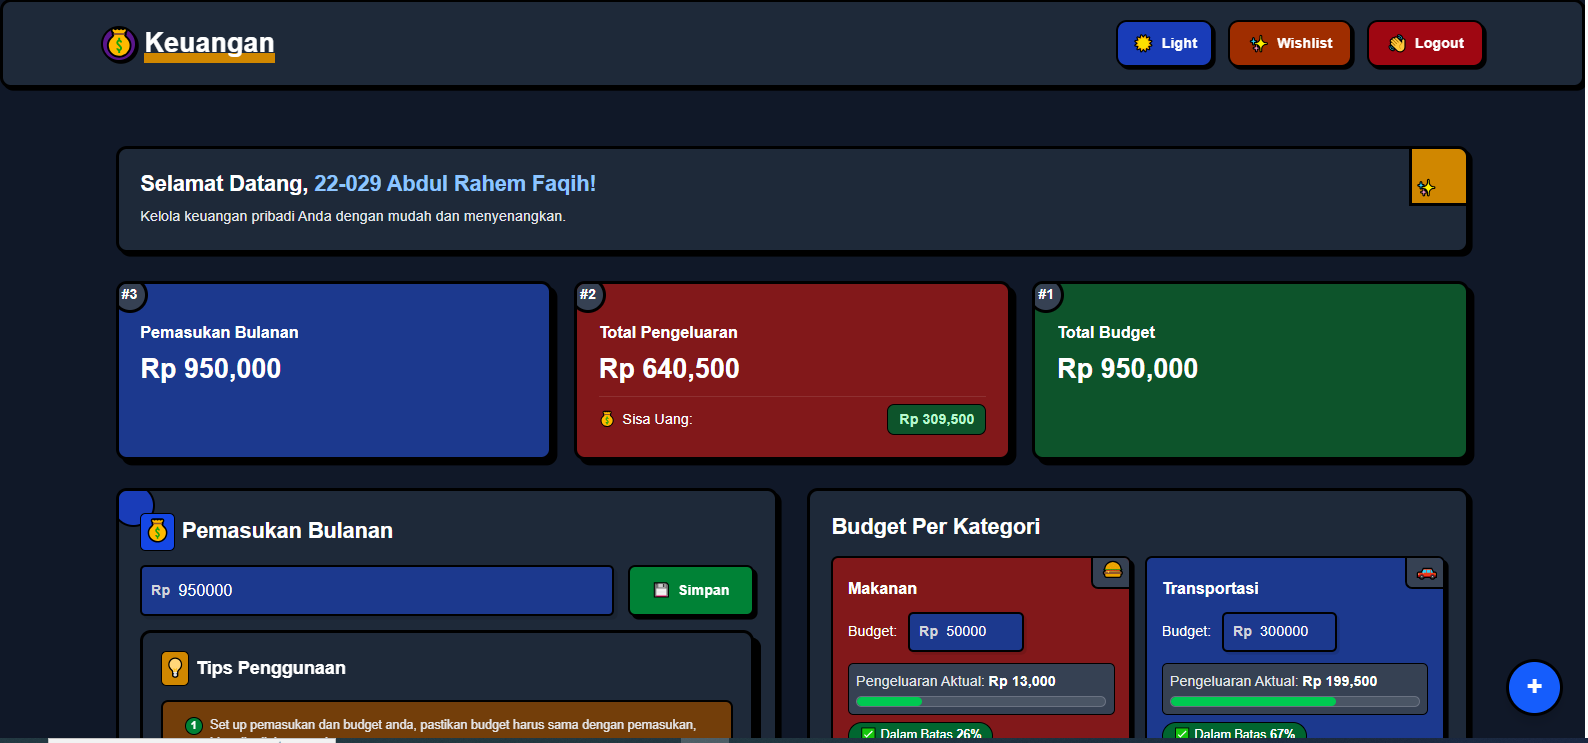 Keuangan
Light
Wishlist
Logout
Selamat Datang, 22-029 Abdul Rahem Faqih!
Kelola keuangan pribadi Anda dengan mudah dan menyenangkan.
#3
Pemasukan Bulanan
Rp 950,000
#2
Total Pengeluaran
Rp 640,500
Sisa Uang:
Rp 309,500
#1
Total Budget
Rp 950,000
Pemasukan Bulanan
Rp 950000
Simpan
Tips Penggunaan
1 Set up pemasukan dan budget anda, pastikan budget harus sama dengan pemasukan,
Budget Per Kategori
Makanan
Budget: Rp 50000
Pengeluaran Aktual: Rp 13,000
Dalam Batas 26%
Transportasi
Budget: Rp 300000
Pengeluaran Aktual: Rp 199,500
Dalam Batas 67%
+